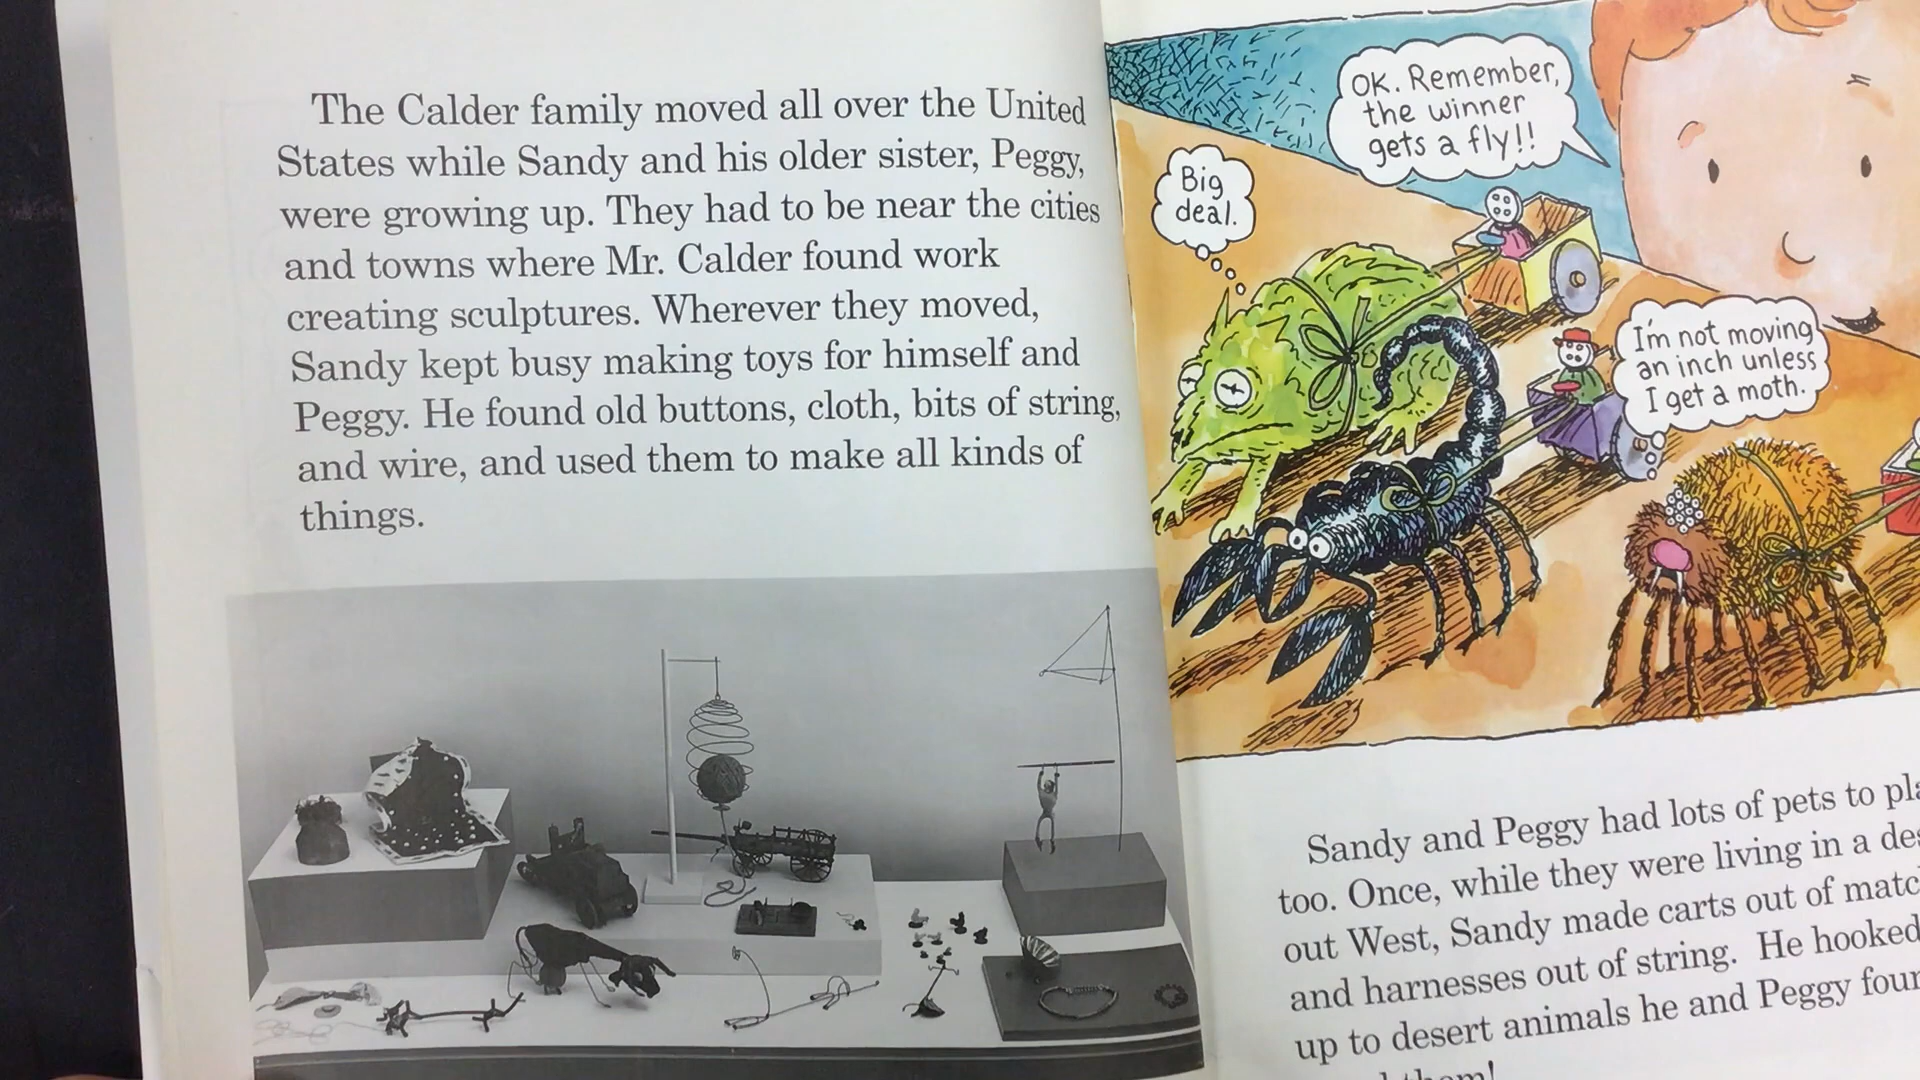 The Calder family moved all over the United
States while Sandy and his older sister, Peggy,
were growing up. They had to be near the cities
and towns where Mr. Calder found work
creating sculptures. Wherever they moved,
Sandy kept busy making toys for himself and
Peggy. He found old buttons, cloth, bits of string,
and wire, and used them to make all kinds of
things.
OK. Remember,
the winner
gets a fly!!
Big
deal.
I'm not moving
an inch unless
I get a moth.
Sandy and Peggy had lots of pets to
too. Once, while they were living in a
out West, Sandy made carts out of
and harnesses out of string. He hooked
up to desert animals he and Peggy